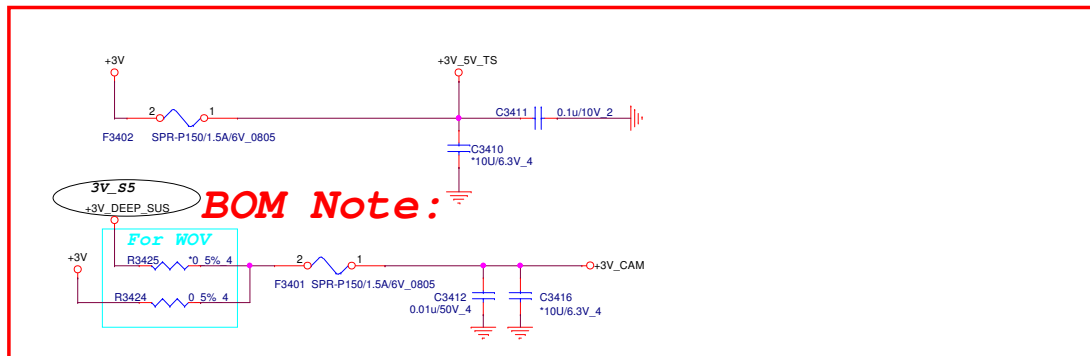 +3V
+3V_5V_TS
2
1
F3402
SPR-P150/1.5A/6V_0805
C3411
0.1u/10V_2
C3410
*10U/6.3V_4
3V_S5
+3V_DEEP_SUS
BOM Note:
For WOV
+3V
R3425
*0_5%_4
R3424
0_5%_4
2
1
F3401
SPR-P150/1.5A/6V_0805
+3V_CAM
C3412
0.01u/50V_4
C3416
*10U/6.3V_4